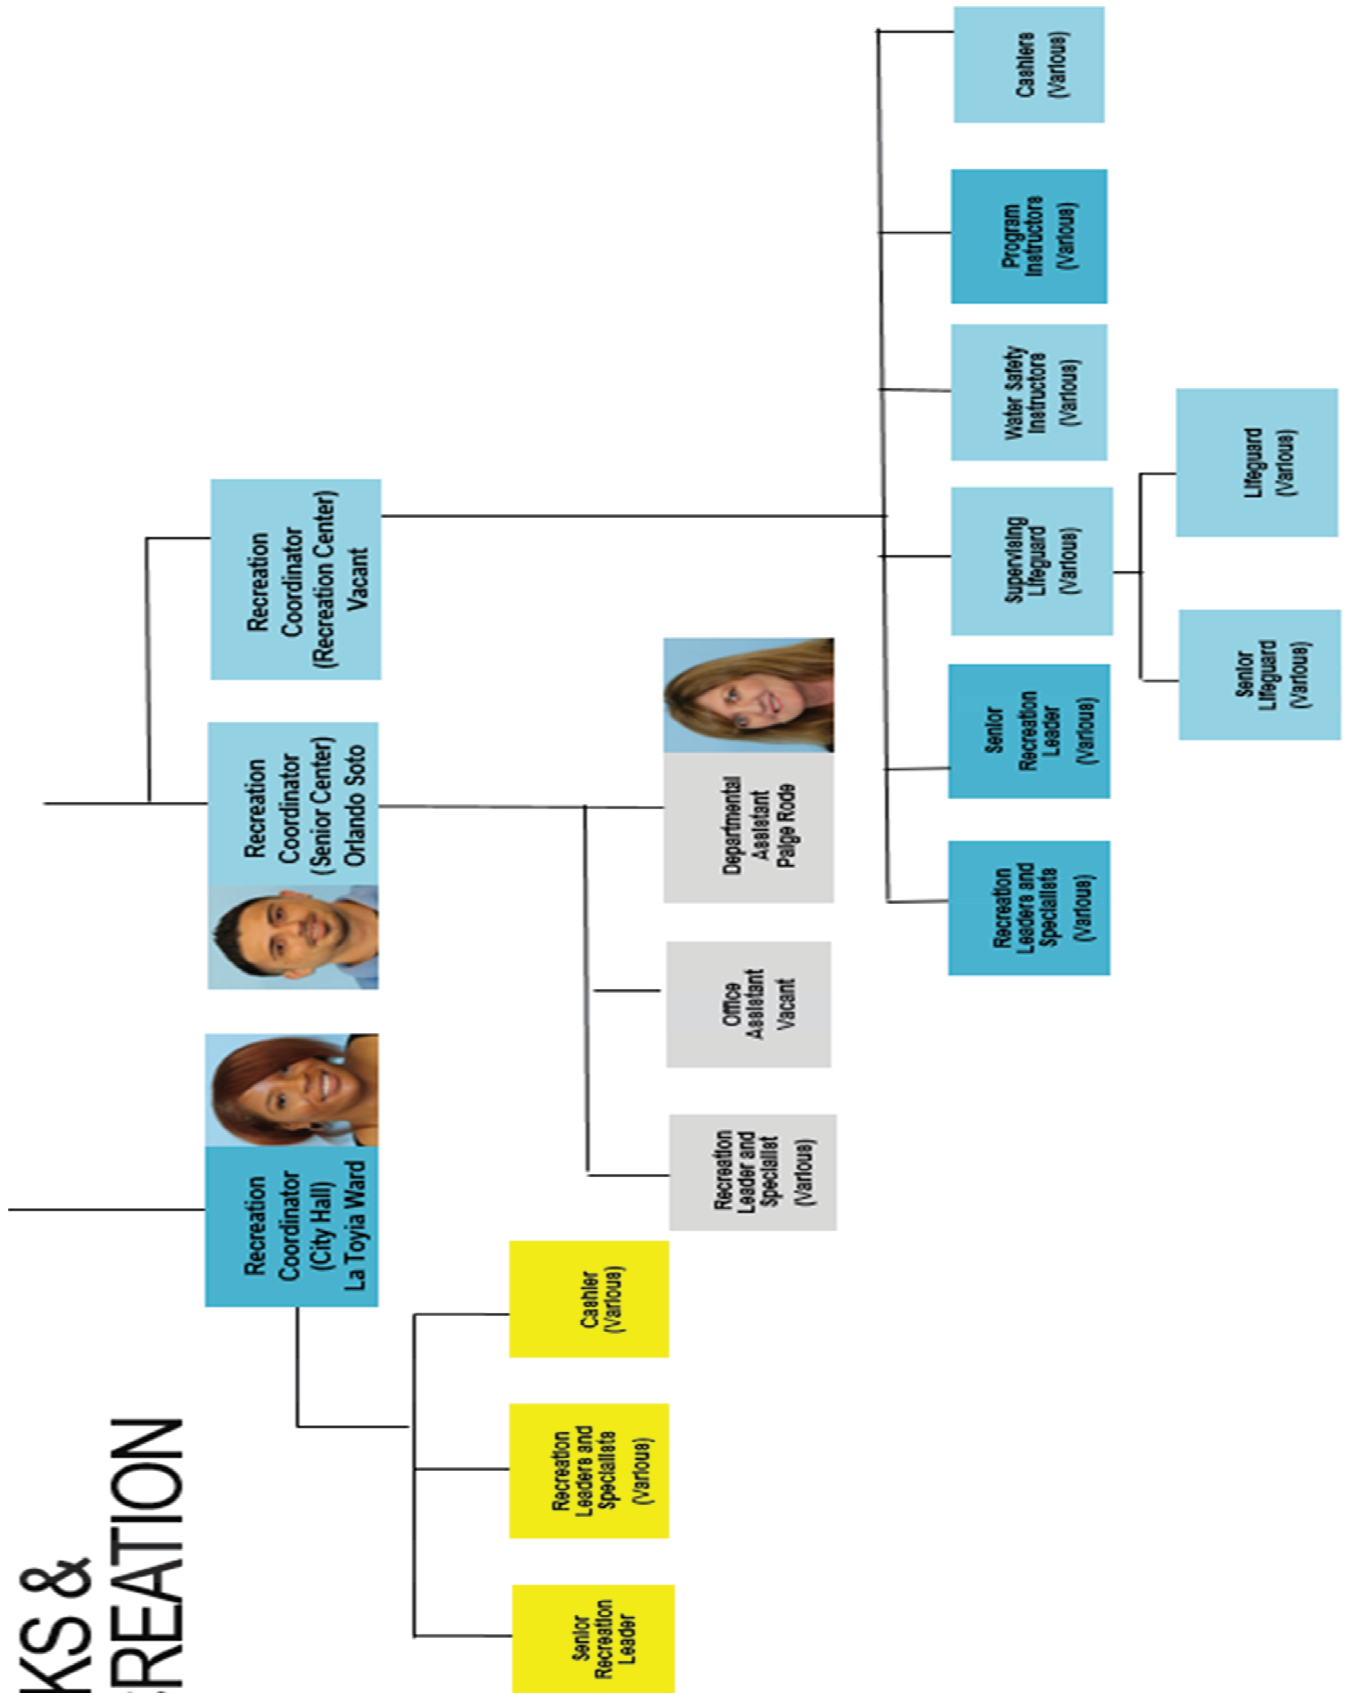 KS &
REATION
Recreation
Coordinator
(City Hall)
La Toyia Ward
Recreation
Coordinator
(Senior Center)
Orlando Soto
Recreation
Coordinator
(Recreation Center)
Vacant
Senior
Recreation
Leader
Recreation
Leaders and
Specialists
(Various)
Cashier
(Various)
Recreation
Leader and
Specialist
(Various)
Office
Assistant
Vacant
Departmental
Assistant
Paige Rode
Recreation
Leaders and
Specialists
(Various)
Senior
Recreation
Leader
(Various)
Supervising
Lifeguard
(Various)
Water Safety
Instructors
(Various)
Program
Instructors
(Various)
Cashiers
(Various)
Senior
Lifeguard
(Various)
Lifeguard
(Various)